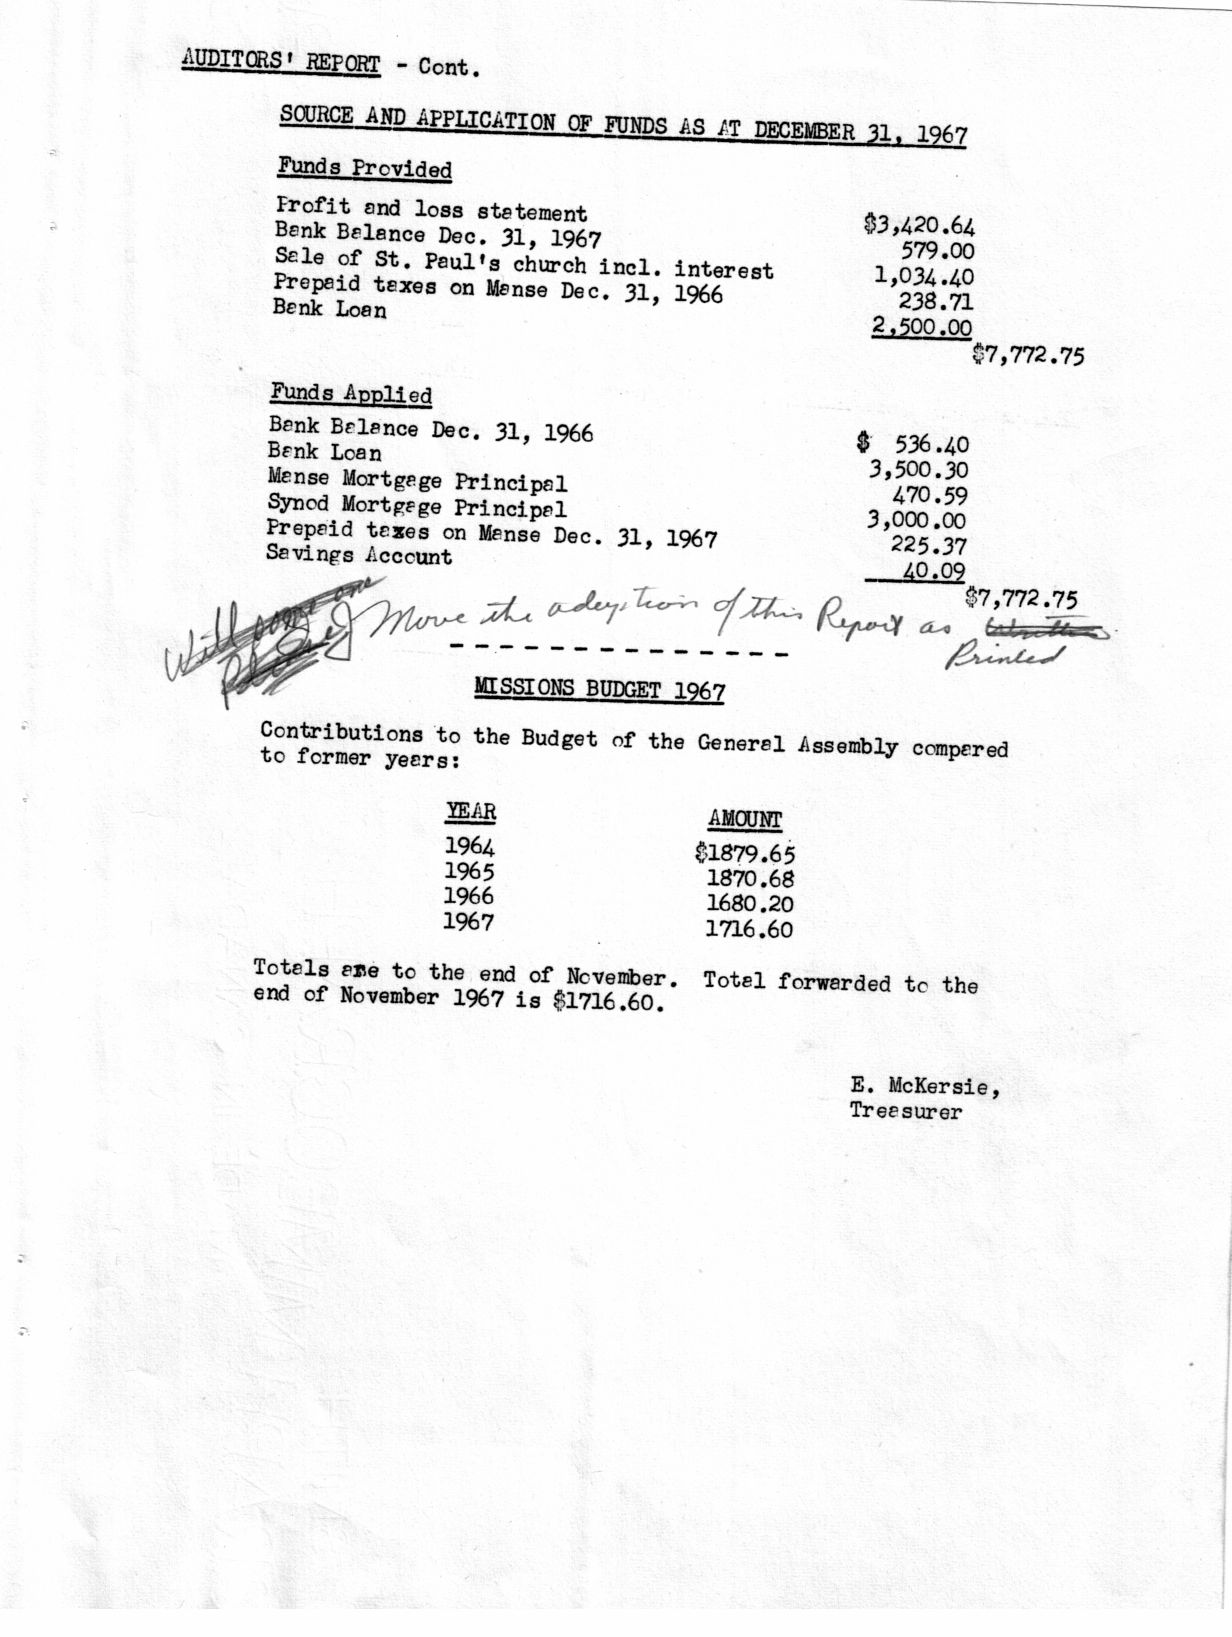 AUDITORS' REPORT - Cont.
SOURCE AND APPLICATION OF FUNDS AS AT DECEMBER 31, 1967
Funds Provided
Profit and loss statement $3,420.64
Bank Balance Dec. 31, 1967 579.00
Sale of St. Paul's church incl. interest 1,034.40
Prepaid taxes on Manse Dec. 31, 1966 238.71
Bank Loan 2,500.00
$7,772.75
Funds Applied
Bank Balance Dec. 31, 1966 $ 536.40
Bank Loan 3,500.30
Manse Mortgage Principal 470.59
Synod Mortgage Principal 3,000.00
Prepaid taxes on Manse Dec. 31, 1967 225.37
Savings Account 40.09
$7,772.75
Will some one
Please
I Move the adoption of this Report as Written
Printed
--------------
MISSIONS BUDGET 1967
Contributions to the Budget of the General Assembly compared
to former years:
YEAR AMOUNT
1964 $1879.65
1965 1870.68
1966 1680.20
1967 1716.60
Totals are to the end of November. Total forwarded to the
end of November 1967 is $1716.60.
E. McKersie,
Treasurer